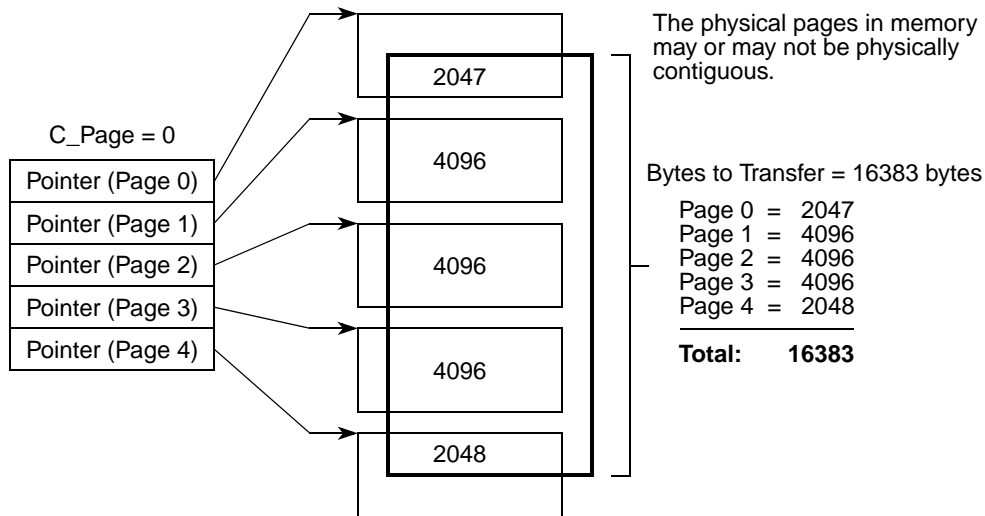 The physical pages in memory
may or may not be physically
contiguous.
C_Page = 0
Pointer (Page 0)
Pointer (Page 1)
Pointer (Page 2)
Pointer (Page 3)
Pointer (Page 4)
2047
4096
4096
4096
2048
Bytes to Transfer = 16383 bytes
Page 0 = 2047
Page 1 = 4096
Page 2 = 4096
Page 3 = 4096
Page 4 = 2048
Total: 16383